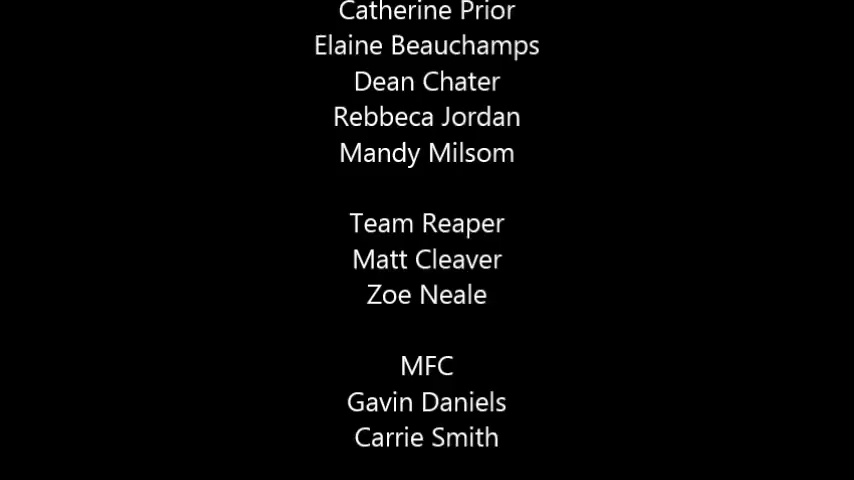 Catherine Prior
Elaine Beauchamps
Dean Chater
Rebbeca Jordan
Mandy Milsom
Team Reaper
Matt Cleaver
Zoe Neale
MFC
Gavin Daniels
Carrie Smith